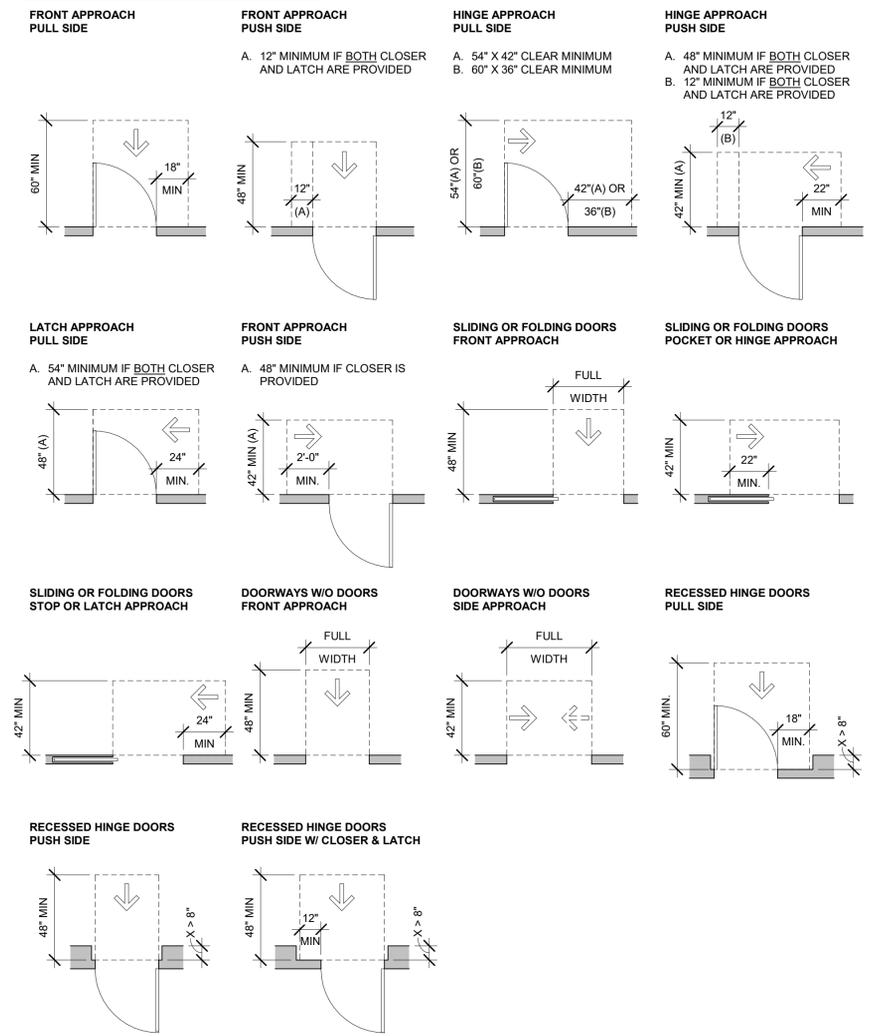 FRONT APPROACH
PULL SIDE
60" MIN
18"
MIN
FRONT APPROACH
PUSH SIDE
A. 12" MINIMUM IF BOTH CLOSER
AND LATCH ARE PROVIDED
48" MIN
12"
(A)
HINGE APPROACH
PULL SIDE
A. 54" X 42" CLEAR MINIMUM
B. 60" X 36" CLEAR MINIMUM
54"(A) OR
60"(B)
42"(A) OR
36"(B)
HINGE APPROACH
PUSH SIDE
A. 48" MINIMUM IF BOTH CLOSER
AND LATCH ARE PROVIDED
B. 12" MINIMUM IF BOTH CLOSER
AND LATCH ARE PROVIDED
12"
(B)
42" MIN (A)
22"
MIN
LATCH APPROACH
PULL SIDE
A. 54" MINIMUM IF BOTH CLOSER
AND LATCH ARE PROVIDED
48" (A)
24"
MIN.
FRONT APPROACH
PUSH SIDE
A. 48" MINIMUM IF CLOSER IS
PROVIDED
42" MIN (A)
2'-0"
MIN.
SLIDING OR FOLDING DOORS
FRONT APPROACH
FULL
WIDTH
48" MIN
SLIDING OR FOLDING DOORS
POCKET OR HINGE APPROACH
42" MIN
22"
MIN.
SLIDING OR FOLDING DOORS
STOP OR LATCH APPROACH
42" MIN
24"
MIN
DOORWAYS W/O DOORS
FRONT APPROACH
FULL
WIDTH
48" MIN
DOORWAYS W/O DOORS
SIDE APPROACH
FULL
WIDTH
42" MIN
RECESSED HINGE DOORS
PULL SIDE
60" MIN.
18"
MIN.
X > 8"
RECESSED HINGE DOORS
PUSH SIDE
48" MIN
X > 8"
RECESSED HINGE DOORS
PUSH SIDE W/ CLOSER & LATCH
48" MIN
12"
MIN
X > 8"